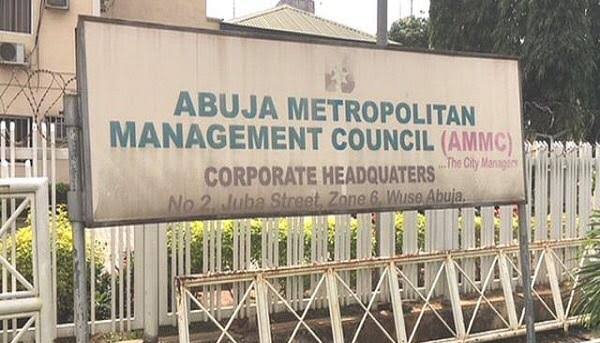 ABUJA METROPOLITAN
MANAGEMENT COUNCIL (AMMC)
...The City Managers
CORPORATE HEADQUATERS
No 2, Juba Street, Zone 6, Wuse Abuja.